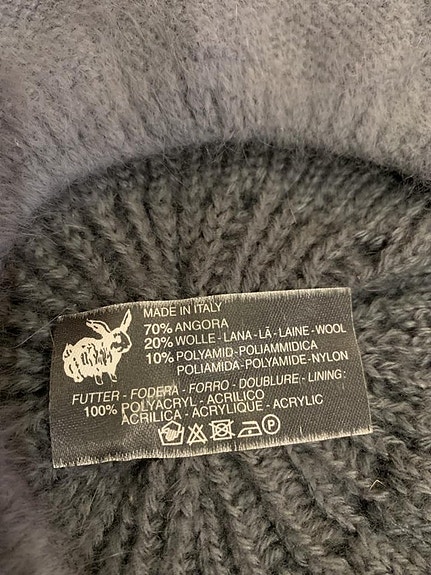 MADE IN ITALY
70% ANGORA
20% WOLLE - LANA - LÃ - LAINE - WOOL
10% POLYAMID - POLIAMMIDICA
POLIAMIDA - POLYAMIDE - NYLON
FUTTER - FODERA - FORRO - DOUBLURE - LINING:
100% POLYACRYL - ACRILICO
ACRILICA - ACRYLIQUE - ACRYLIC
P